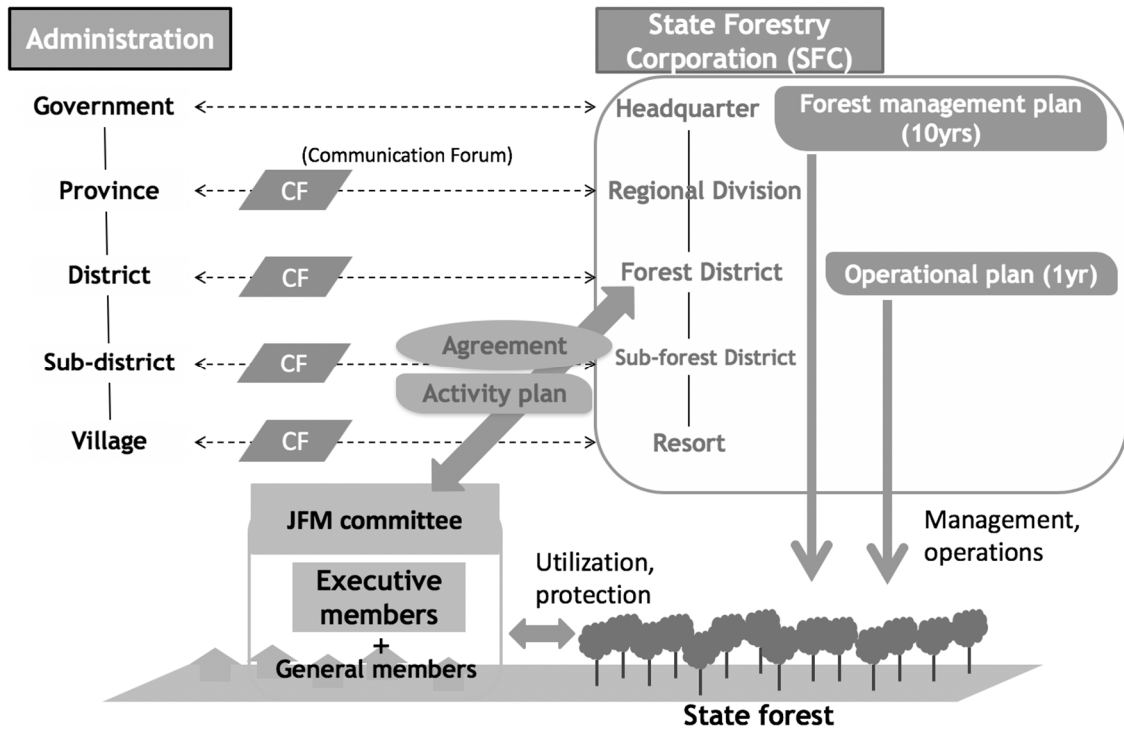 Administration
State Forestry
Corporation (SFC)
Government
Headquarter
Forest management plan
(10yrs)
(Communication Forum)
Province
CF
Regional Division
District
CF
Forest District
Operational plan (1yr)
Agreement
Sub-district
CF
Sub-forest District
Activity plan
Village
CF
Resort
JFM committee
Management,
operations
Utilization,
protection
Executive
members
+
General members
State forest